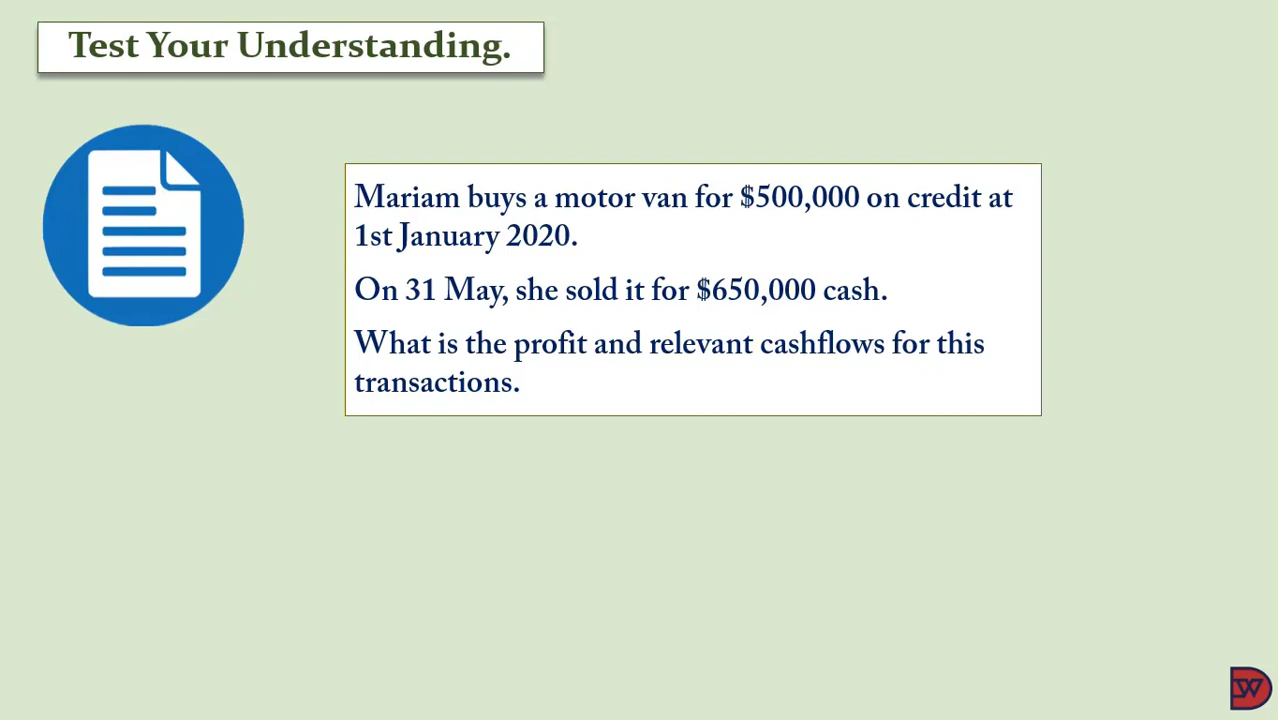 Test Your Understanding.
Mariam buys a motor van for $500,000 on credit at
1st January 2020.
On 31 May, she sold it for $650,000 cash.
What is the profit and relevant cashflows for this
transactions.
DW